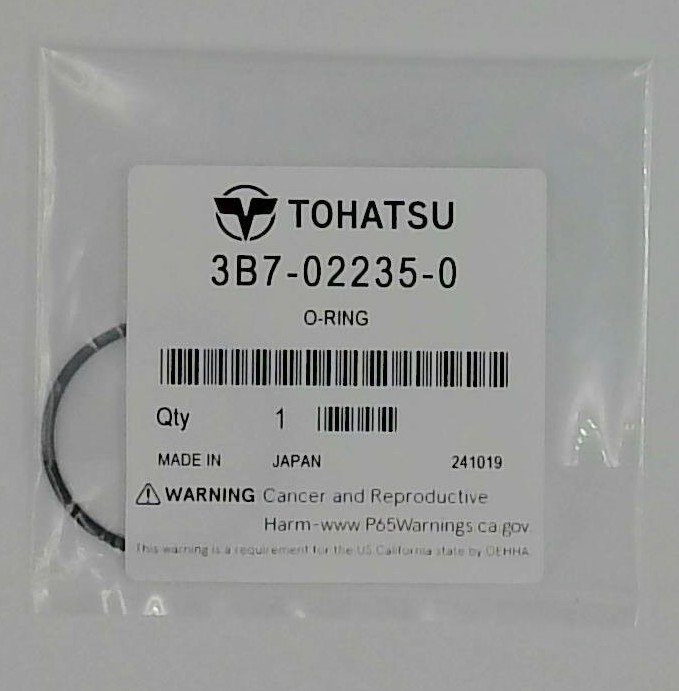 TOHATSU
3B7-02235-0
O-RING
Qty 1
MADE IN JAPAN 241019
⚠ WARNING Cancer and Reproductive
Harm-www.P65Warnings.ca.gov
This warning is a requirement for the US California state by OEHHA.